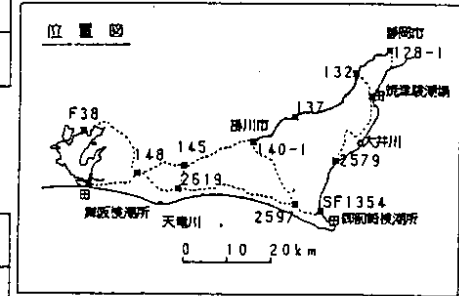 位置図
静岡市
128-1
132
焼津験潮場
137
F38
掛川市
145
140-1
大井川
148
2579
2619
SF1354
舞阪検潮所
天竜川
2597
御前崎検潮所
0 10 20km